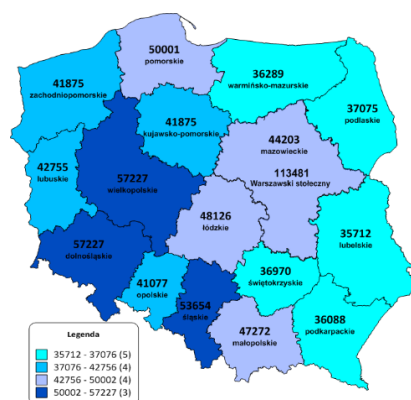 50001
pomorskie
41875
zachodniopomorskie
36289
warmińsko-mazurskie
37075
podlaskie
41875
kujawsko-pomorskie
44203
mazowieckie
113481
Warszawski stołeczny
42755
lubuskie
57227
wielkopolskie
48126
łódzkie
35712
lubelskie
57227
dolnośląskie
41077
opolskie
36970
świętokrzyskie
53654
śląskie
47272
małopolskie
36088
podkarpackie
Legenda
35712 - 37076 (5)
37076 - 42756 (4)
42756 - 50002 (4)
50002 - 57227 (3)